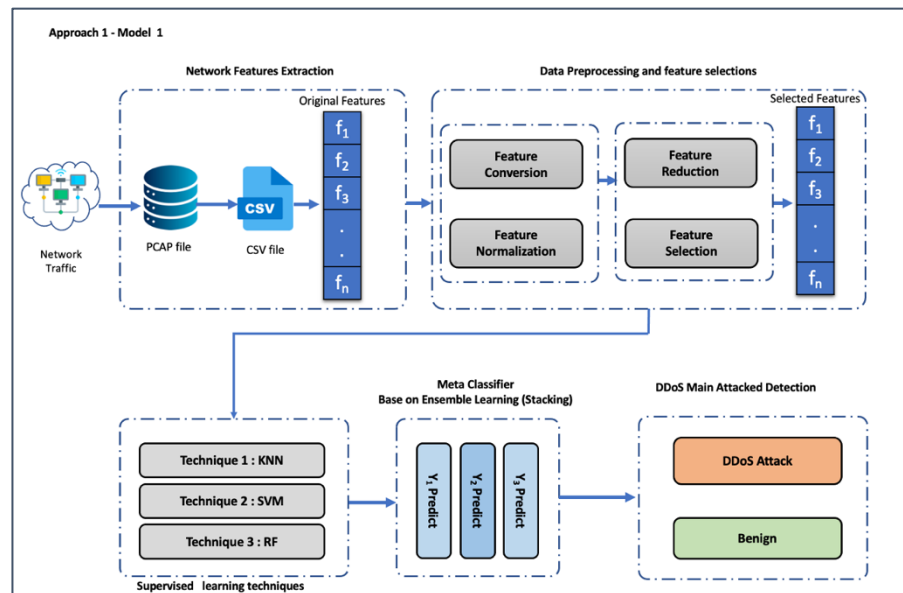 Approach 1 - Model 1
Network Features Extraction
Original Features
f1
f2
f3
.
.
fn
CSV
Network
Traffic
PCAP file
CSV file
Data Preprocessing and feature selections
Selected Features
Feature
Conversion
Feature
Normalization
Feature
Reduction
Feature
Selection
f1
f2
f3
.
.
fn
Technique 1 : KNN
Technique 2 : SVM
Technique 3 : RF
Supervised learning techniques
Meta Classifier
Base on Ensemble Learning (Stacking)
Y1 Predict
Y2 Predict
Y3 Predict
DDoS Main Attacked Detection
DDoS Attack
Benign